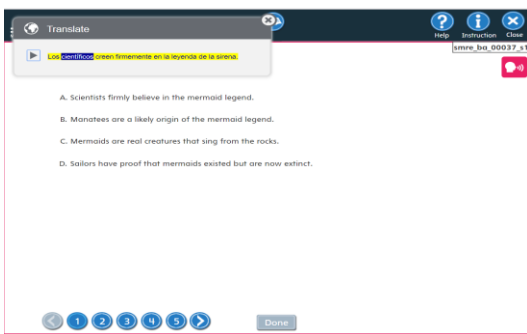 Translate
Help
Instruction
Close
smre_ba_00037_s1
Los científicos creen firmemente en la leyenda de la sirena.
A. Scientists firmly believe in the mermaid legend.
B. Manatees are a likely origin of the mermaid legend.
C. Mermaids are real creatures that sing from the rocks.
D. Sailors have proof that mermaids existed but are now extinct.
1 2 3 4 5
Done